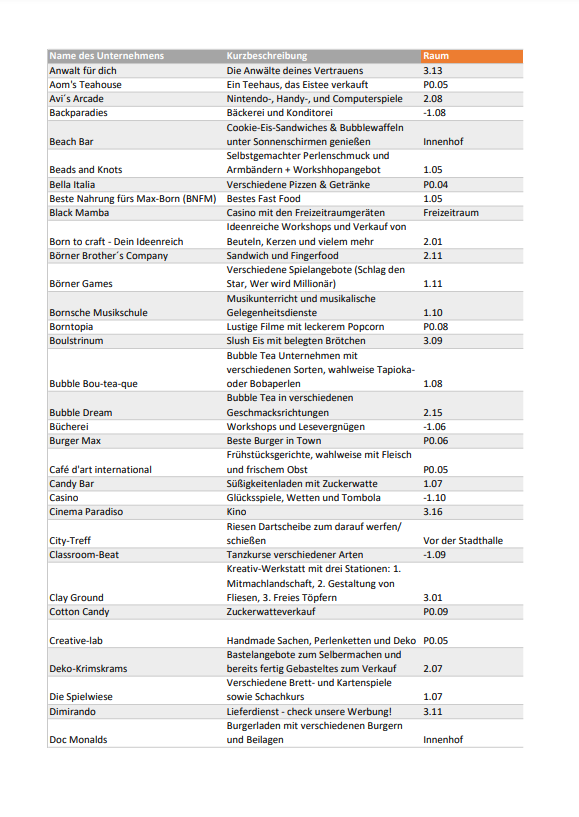 Name des Unternehmens Kurzbeschreibung Raum
Anwalt für dich Die Anwälte deines Vertrauens 3.13
Aom's Teahouse Ein Teehaus, das Eistee verkauft P0.05
Avi´s Arcade Nintendo-, Handy-, und Computerspiele 2.08
Backparadies Bäckerei und Konditorei -1.08
Cookie-Eis-Sandwiches & Bubblewaffeln
Beach Bar unter Sonnenschirmen genießen Innenhof
Selbstgemachter Perlenschmuck und
Beads and Knots Armbändern + Workshhopangebot 1.05
Bella Italia Verschiedene Pizzen & Getränke P0.04
Beste Nahrung fürs Max-Born (BNFM) Bestes Fast Food 1.05
Black Mamba Casino mit den Freizeitraumgeräten Freizeitraum
Ideenreiche Workshops und Verkauf von
Born to craft - Dein Ideenreich Beuteln, Kerzen und vielem mehr 2.01
Börner Brother´s Company Sandwich und Fingerfood 2.11
Verschiedene Spielangebote (Schlag den
Börner Games Star, Wer wird Millionär) 1.11
Musikunterricht und musikalische
Bornsche Musikschule Gelegenheitsdienste 1.10
Borntopia Lustige Filme mit leckerem Popcorn P0.08
Boulstrinum Slush Eis mit belegten Brötchen 3.09
Bubble Tea Unternehmen mit
verschiedenen Sorten, wahlweise Tapioka-
Bubble Bou-tea-que oder Bobaperlen 1.08
Bubble Tea in verschiedenen
Bubble Dream Geschmacksrichtungen 2.15
Bücherei Workshops und Lesevergnügen -1.06
Burger Max Beste Burger in Town P0.06
Frühstücksgerichte, wahlweise mit Fleisch
Café d'art international und frischem Obst P0.05
Candy Bar Süßigkeitenladen mit Zuckerwatte 1.07
Casino Glücksspiele, Wetten und Tombola -1.10
Cinema Paradiso Kino 3.16
Riesen Dartscheibe zum darauf werfen/
City-Treff schießen Vor der Stadthalle
Classroom-Beat Tanzkurse verschiedener Arten -1.09
Kreativ-Werkstatt mit drei Stationen: 1.
Mitmachlandschaft, 2. Gestaltung von
Clay Ground Fliesen, 3. Freies Töpfern 3.01
Cotton Candy Zuckerwatteverkauf P0.09
Creative-lab Handmade Sachen, Perlenketten und Deko P0.05
Bastelangebote zum Selbermachen und
Deko-Krimskrams bereits fertig Gebasteltes zum Verkauf 2.07
Verschiedene Brett- und Kartenspiele
Die Spielwiese sowie Schachkurs 1.07
Dimirando Lieferdienst - check unsere Werbung! 3.11
Burgerladen mit verschiedenen Burgern
Doc Monalds und Beilagen Innenhof